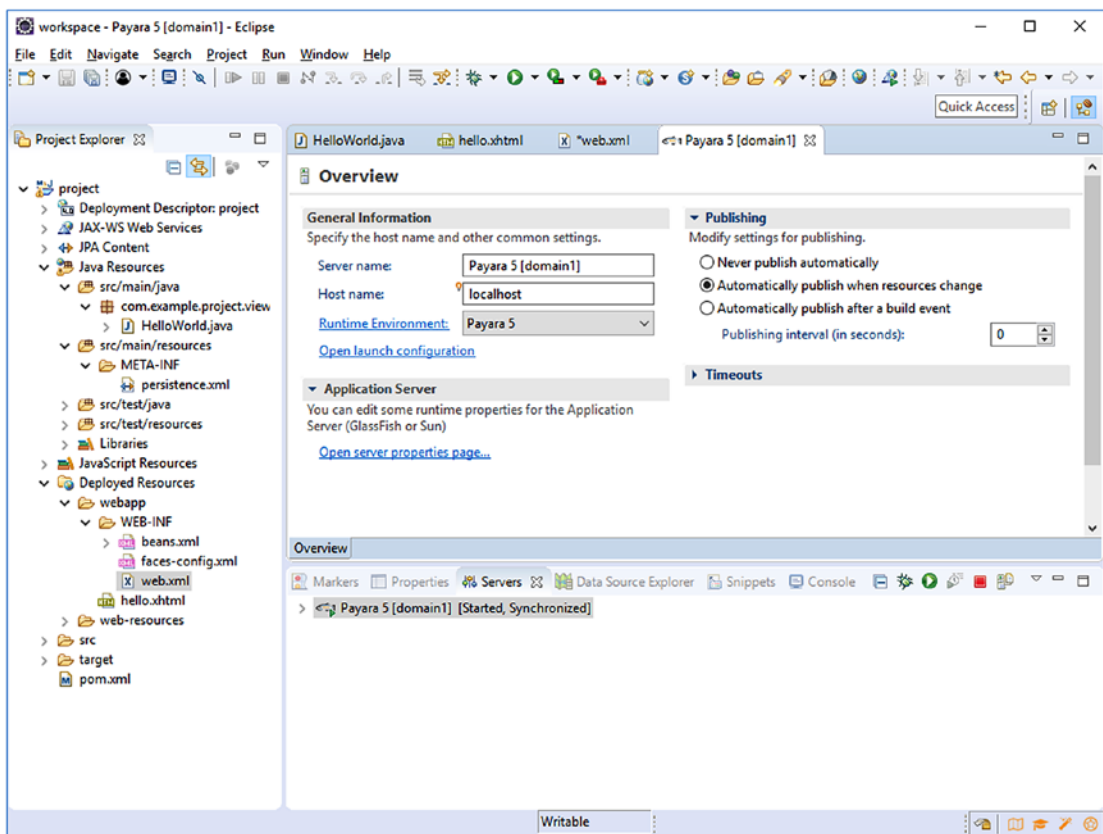 workspace - Payara 5 [domain1] - Eclipse
File Edit Navigate Search Project Run Window Help
Quick Access
Project Explorer
project
Deployment Descriptor: project
JAX-WS Web Services
JPA Content
Java Resources
src/main/java
com.example.project.view
HelloWorld.java
src/main/resources
META-INF
persistence.xml
src/test/java
src/test/resources
Libraries
JavaScript Resources
Deployed Resources
webapp
WEB-INF
beans.xml
faces-config.xml
web.xml
hello.xhtml
web-resources
src
target
pom.xml
HelloWorld.java hello.xhtml *web.xml Payara 5 [domain1]
Overview
General Information
Specify the host name and other common settings.
Server name: Payara 5 [domain1]
Host name: localhost
Runtime Environment: Payara 5
Open launch configuration
Application Server
You can edit some runtime properties for the Application
Server (GlassFish or Sun)
Open server properties page...
Publishing
Modify settings for publishing.
Never publish automatically
Automatically publish when resources change
Automatically publish after a build event
Publishing interval (in seconds): 0
Timeouts
Overview
Markers Properties Servers Data Source Explorer Snippets Console
Payara 5 [domain1] [Started, Synchronized]
Writable